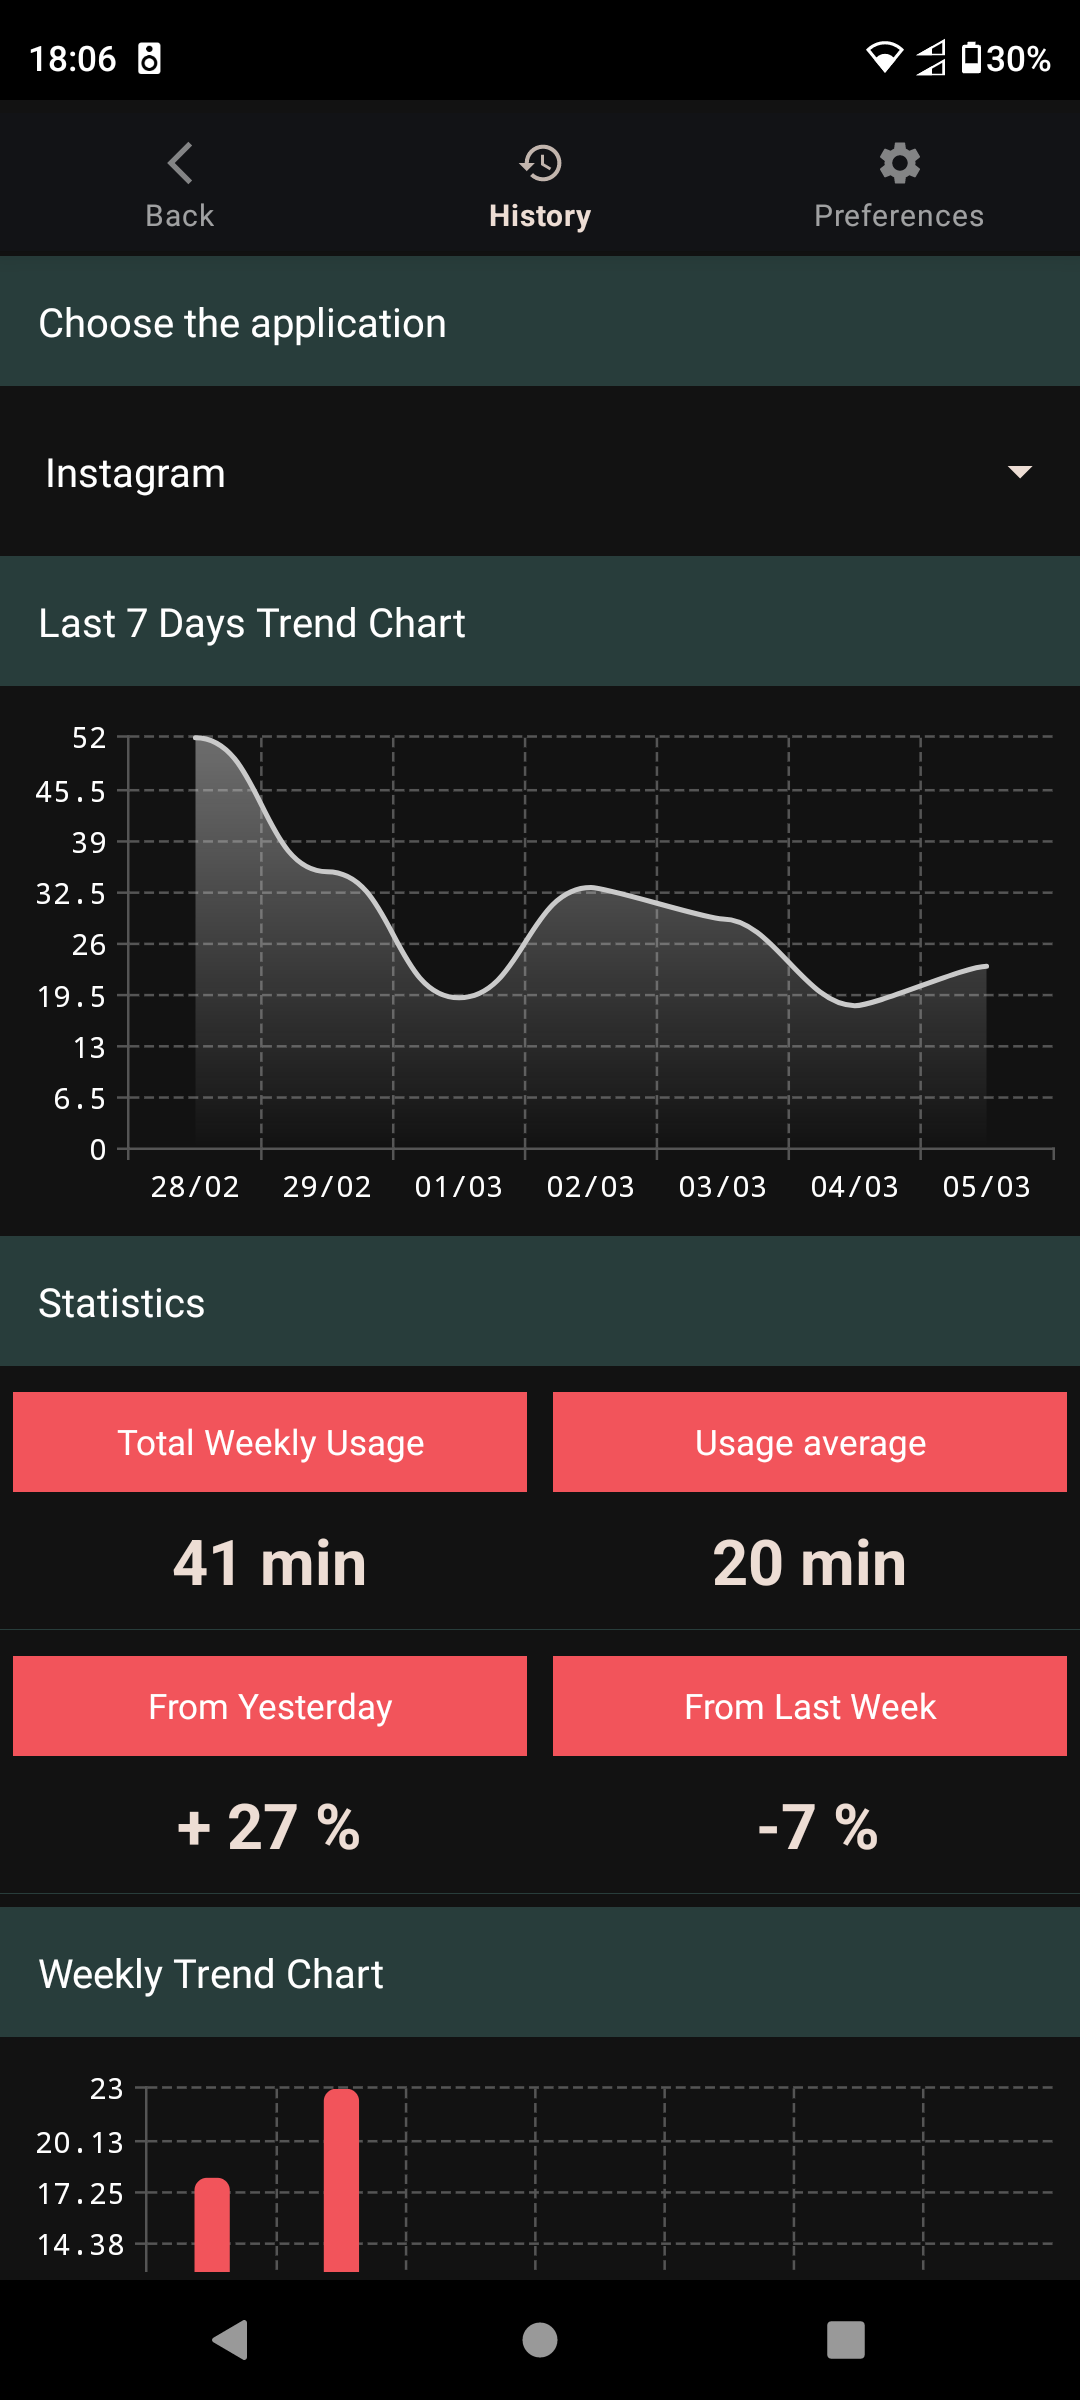 18:06 30%
Back History Preferences
Choose the application
Instagram
Last 7 Days Trend Chart
52
45.5
39
32.5
26
19.5
13
6.5
0
28/02 29/02 01/03 02/03 03/03 04/03 05/03
Statistics
Total Weekly Usage Usage average
41 min 20 min
From Yesterday From Last Week
+ 27 % -7 %
Weekly Trend Chart
23
20.13
17.25
14.38